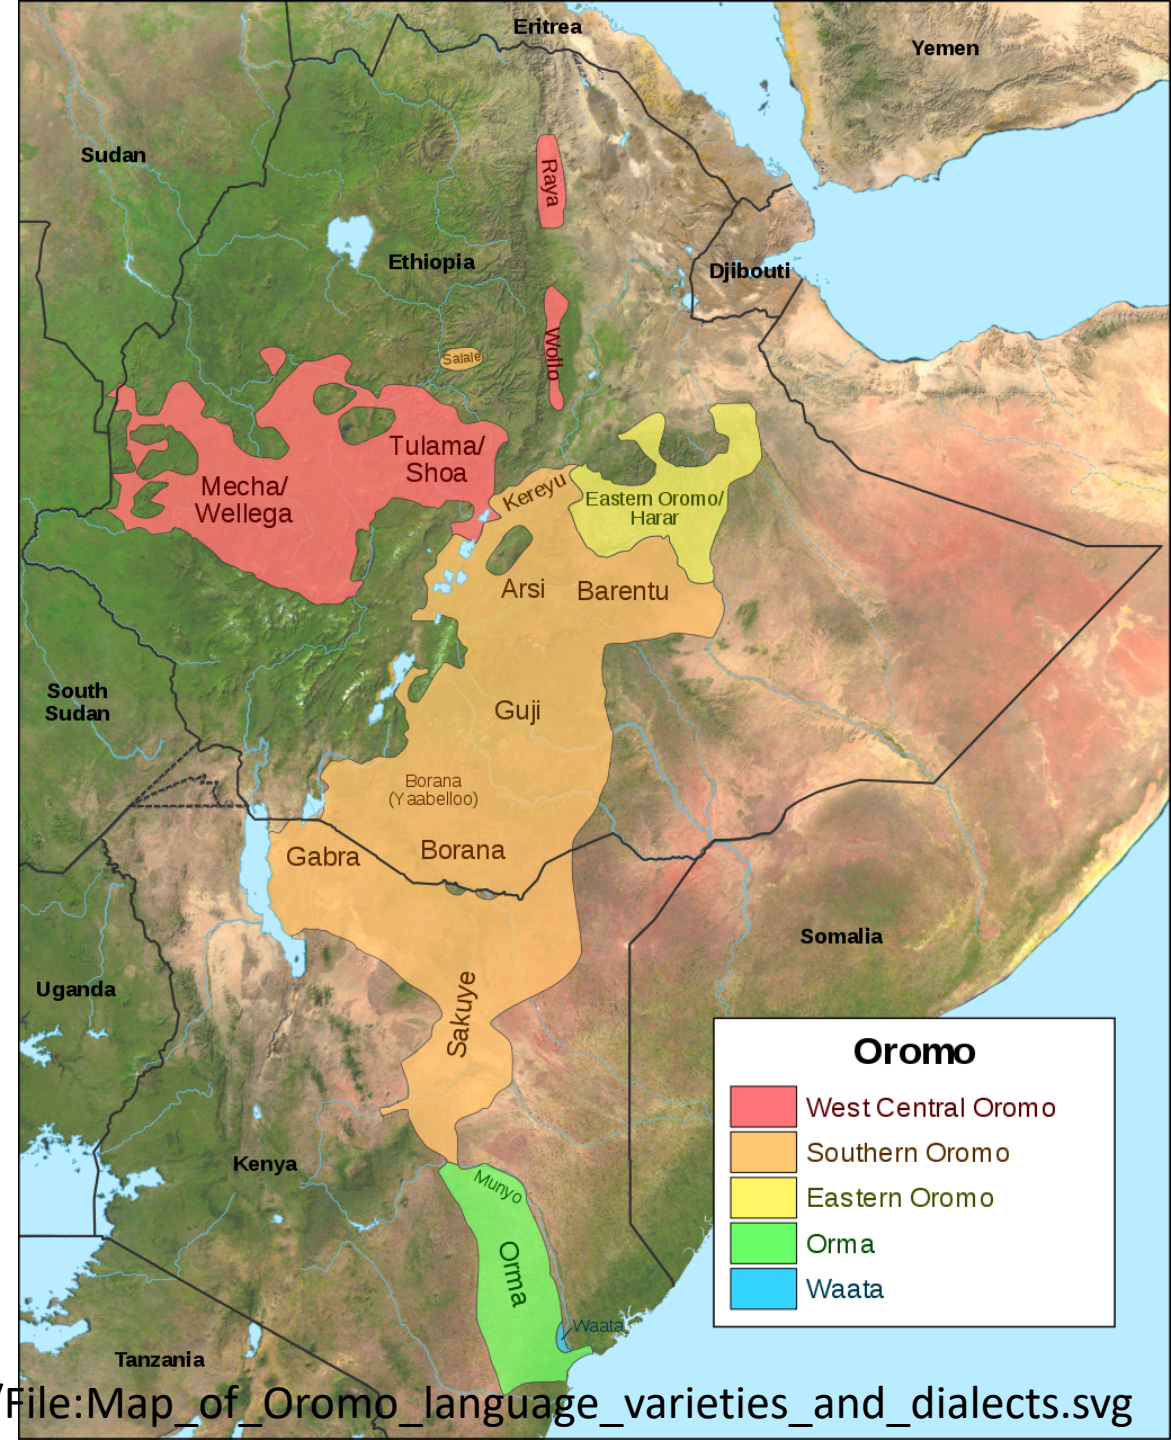 Eritrea
Yemen
Sudan
Raya
Ethiopia
Djibouti
Wollo
Salale
Tulama/
Shoa
Mecha/
Wellega
Kereyu
Eastern Oromo/
Harar
Arsi
Barentu
South
Sudan
Guji
Borana
(Yaabelloo)
Gabra
Borana
Somalia
Uganda
Sakuye
Kenya
Munyo
Orma
Waata
Tanzania
Oromo
West Central Oromo
Southern Oromo
Eastern Oromo
Orma
Waata
/File:Map_of_Oromo_language_varieties_and_dialects.svg